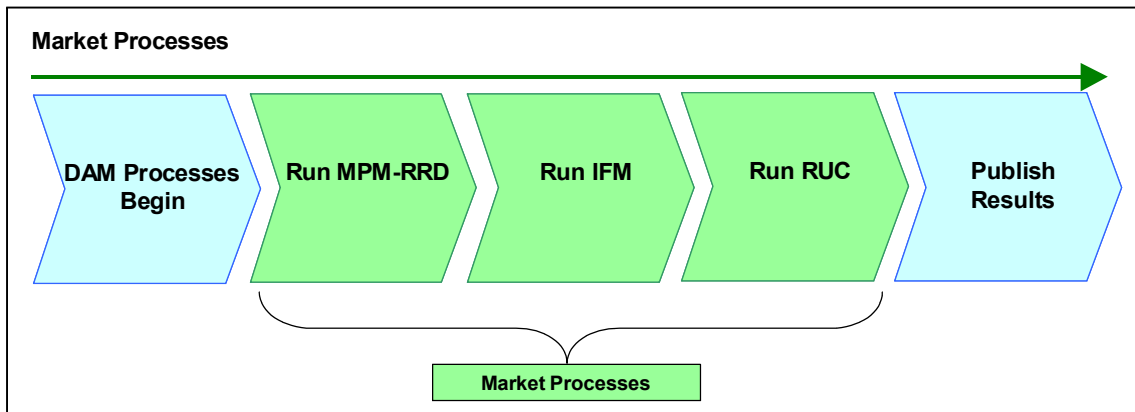 Market Processes
DAM Processes
Begin
Run MPM-RRD
Run IFM
Run RUC
Publish
Results
Market Processes